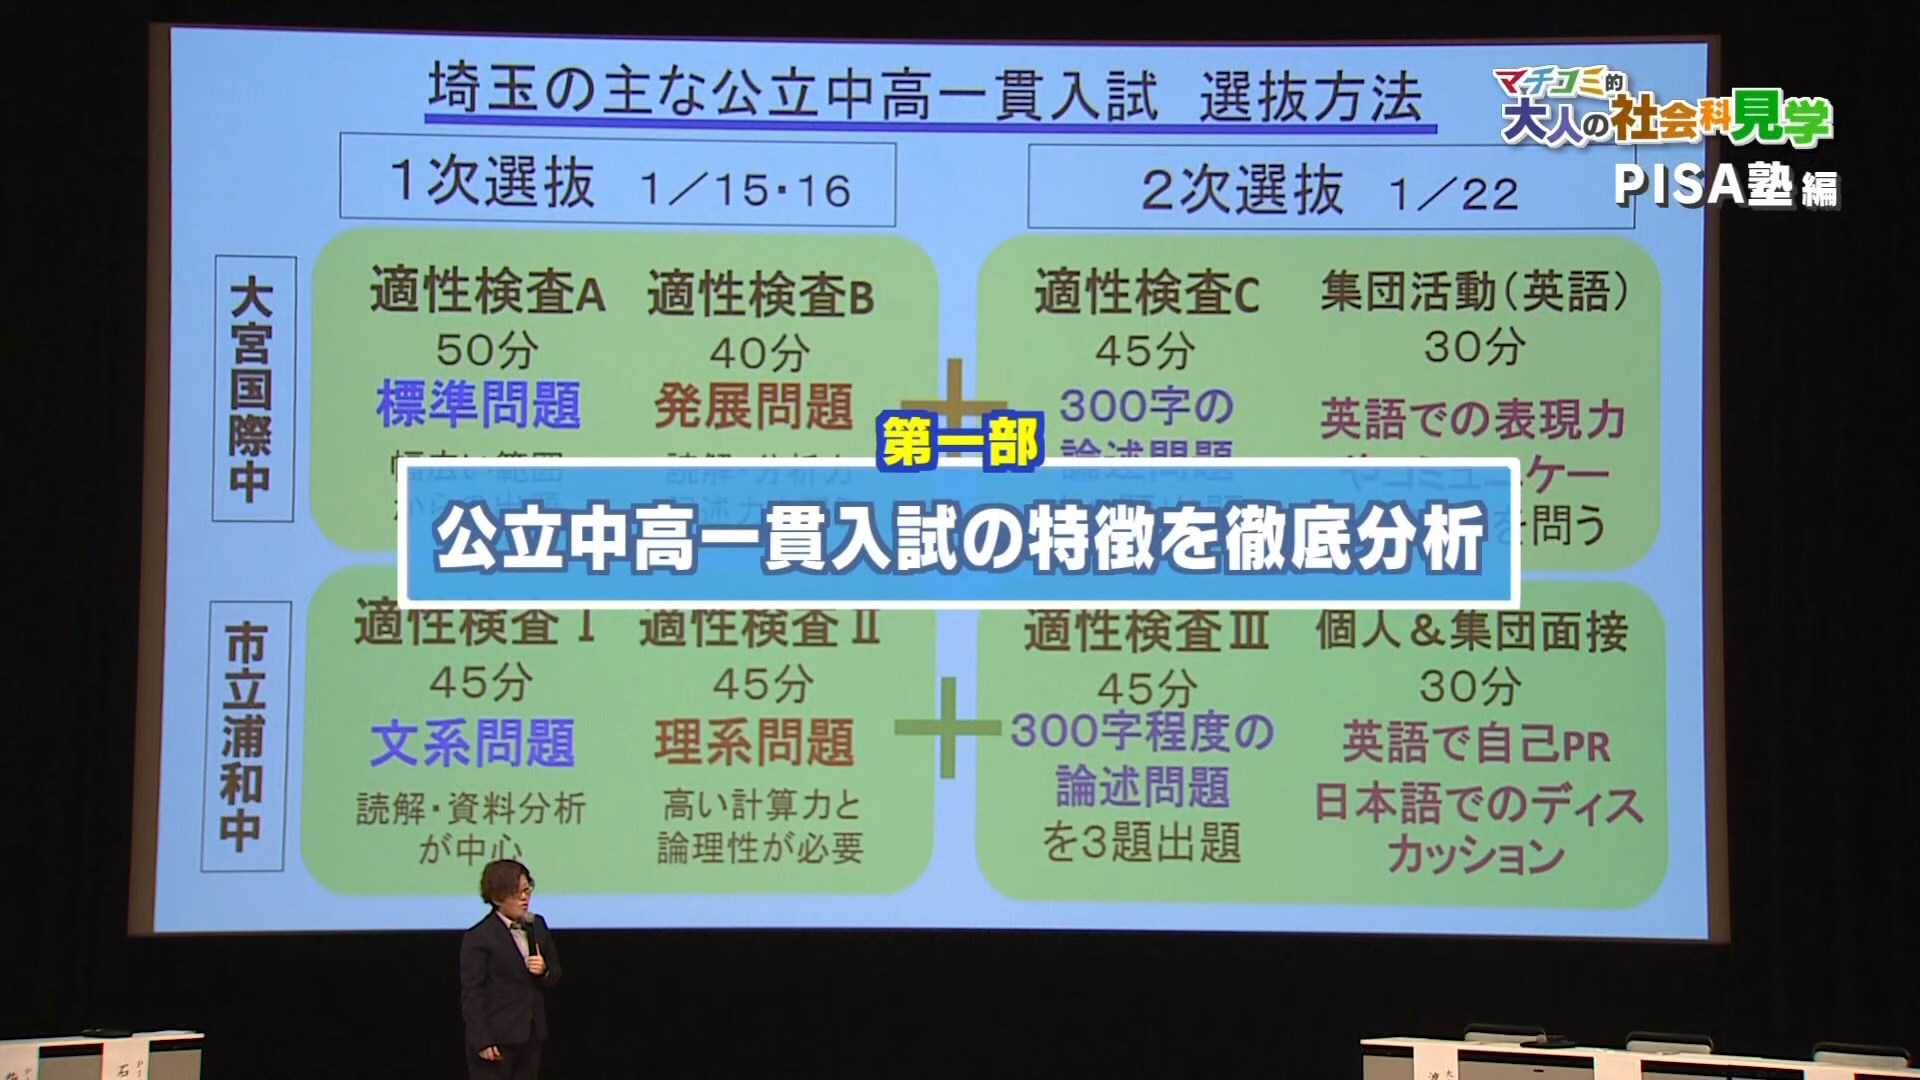 埼玉の主な公立中高一貫入試 選抜方法
マチコミ的
大人の社会科見学
PISA塾 編
1次選抜 1／15・16
2次選抜 1／22
大宮国際中
適性検査A
50分
標準問題
適性検査B
40分
発展問題
＋
適性検査C
45分
300字の
論述問題
集団活動（英語）
30分
英語での表現力
やコミュニケー
を問う
第一部
公立中高一貫入試の特徴を徹底分析
市立浦和中
適性検査Ⅰ
45分
文系問題
読解・資料分析
が中心
適性検査Ⅱ
45分
理系問題
高い計算力と
論理性が必要
＋
適性検査Ⅲ
45分
300字程度の
論述問題
を3題出題
個人＆集団面接
30分
英語で自己PR
日本語でのディス
カッション
石